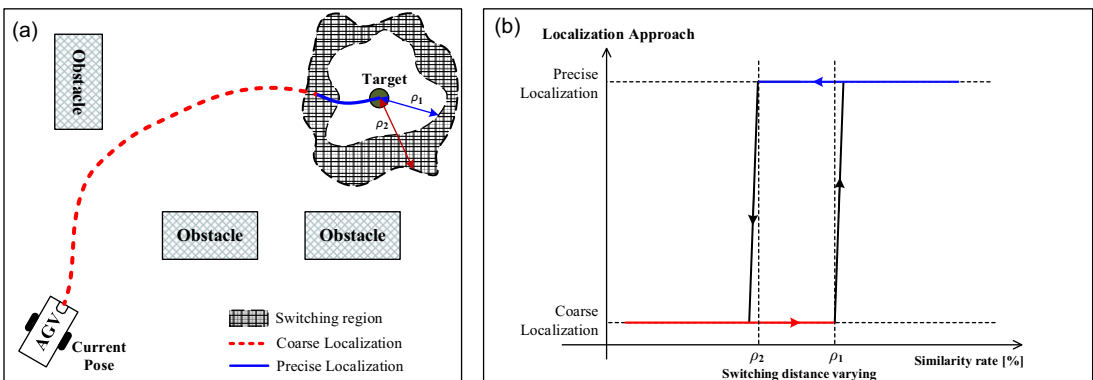 (a)
Obstacle
Target
ρ1
ρ2
Obstacle
Obstacle
AGV
Current
Pose
Switching region
Coarse Localization
Precise Localization
(b)
Localization Approach
Precise
Localization
Coarse
Localization
ρ2
ρ1
Similarity rate [%]
Switching distance varying